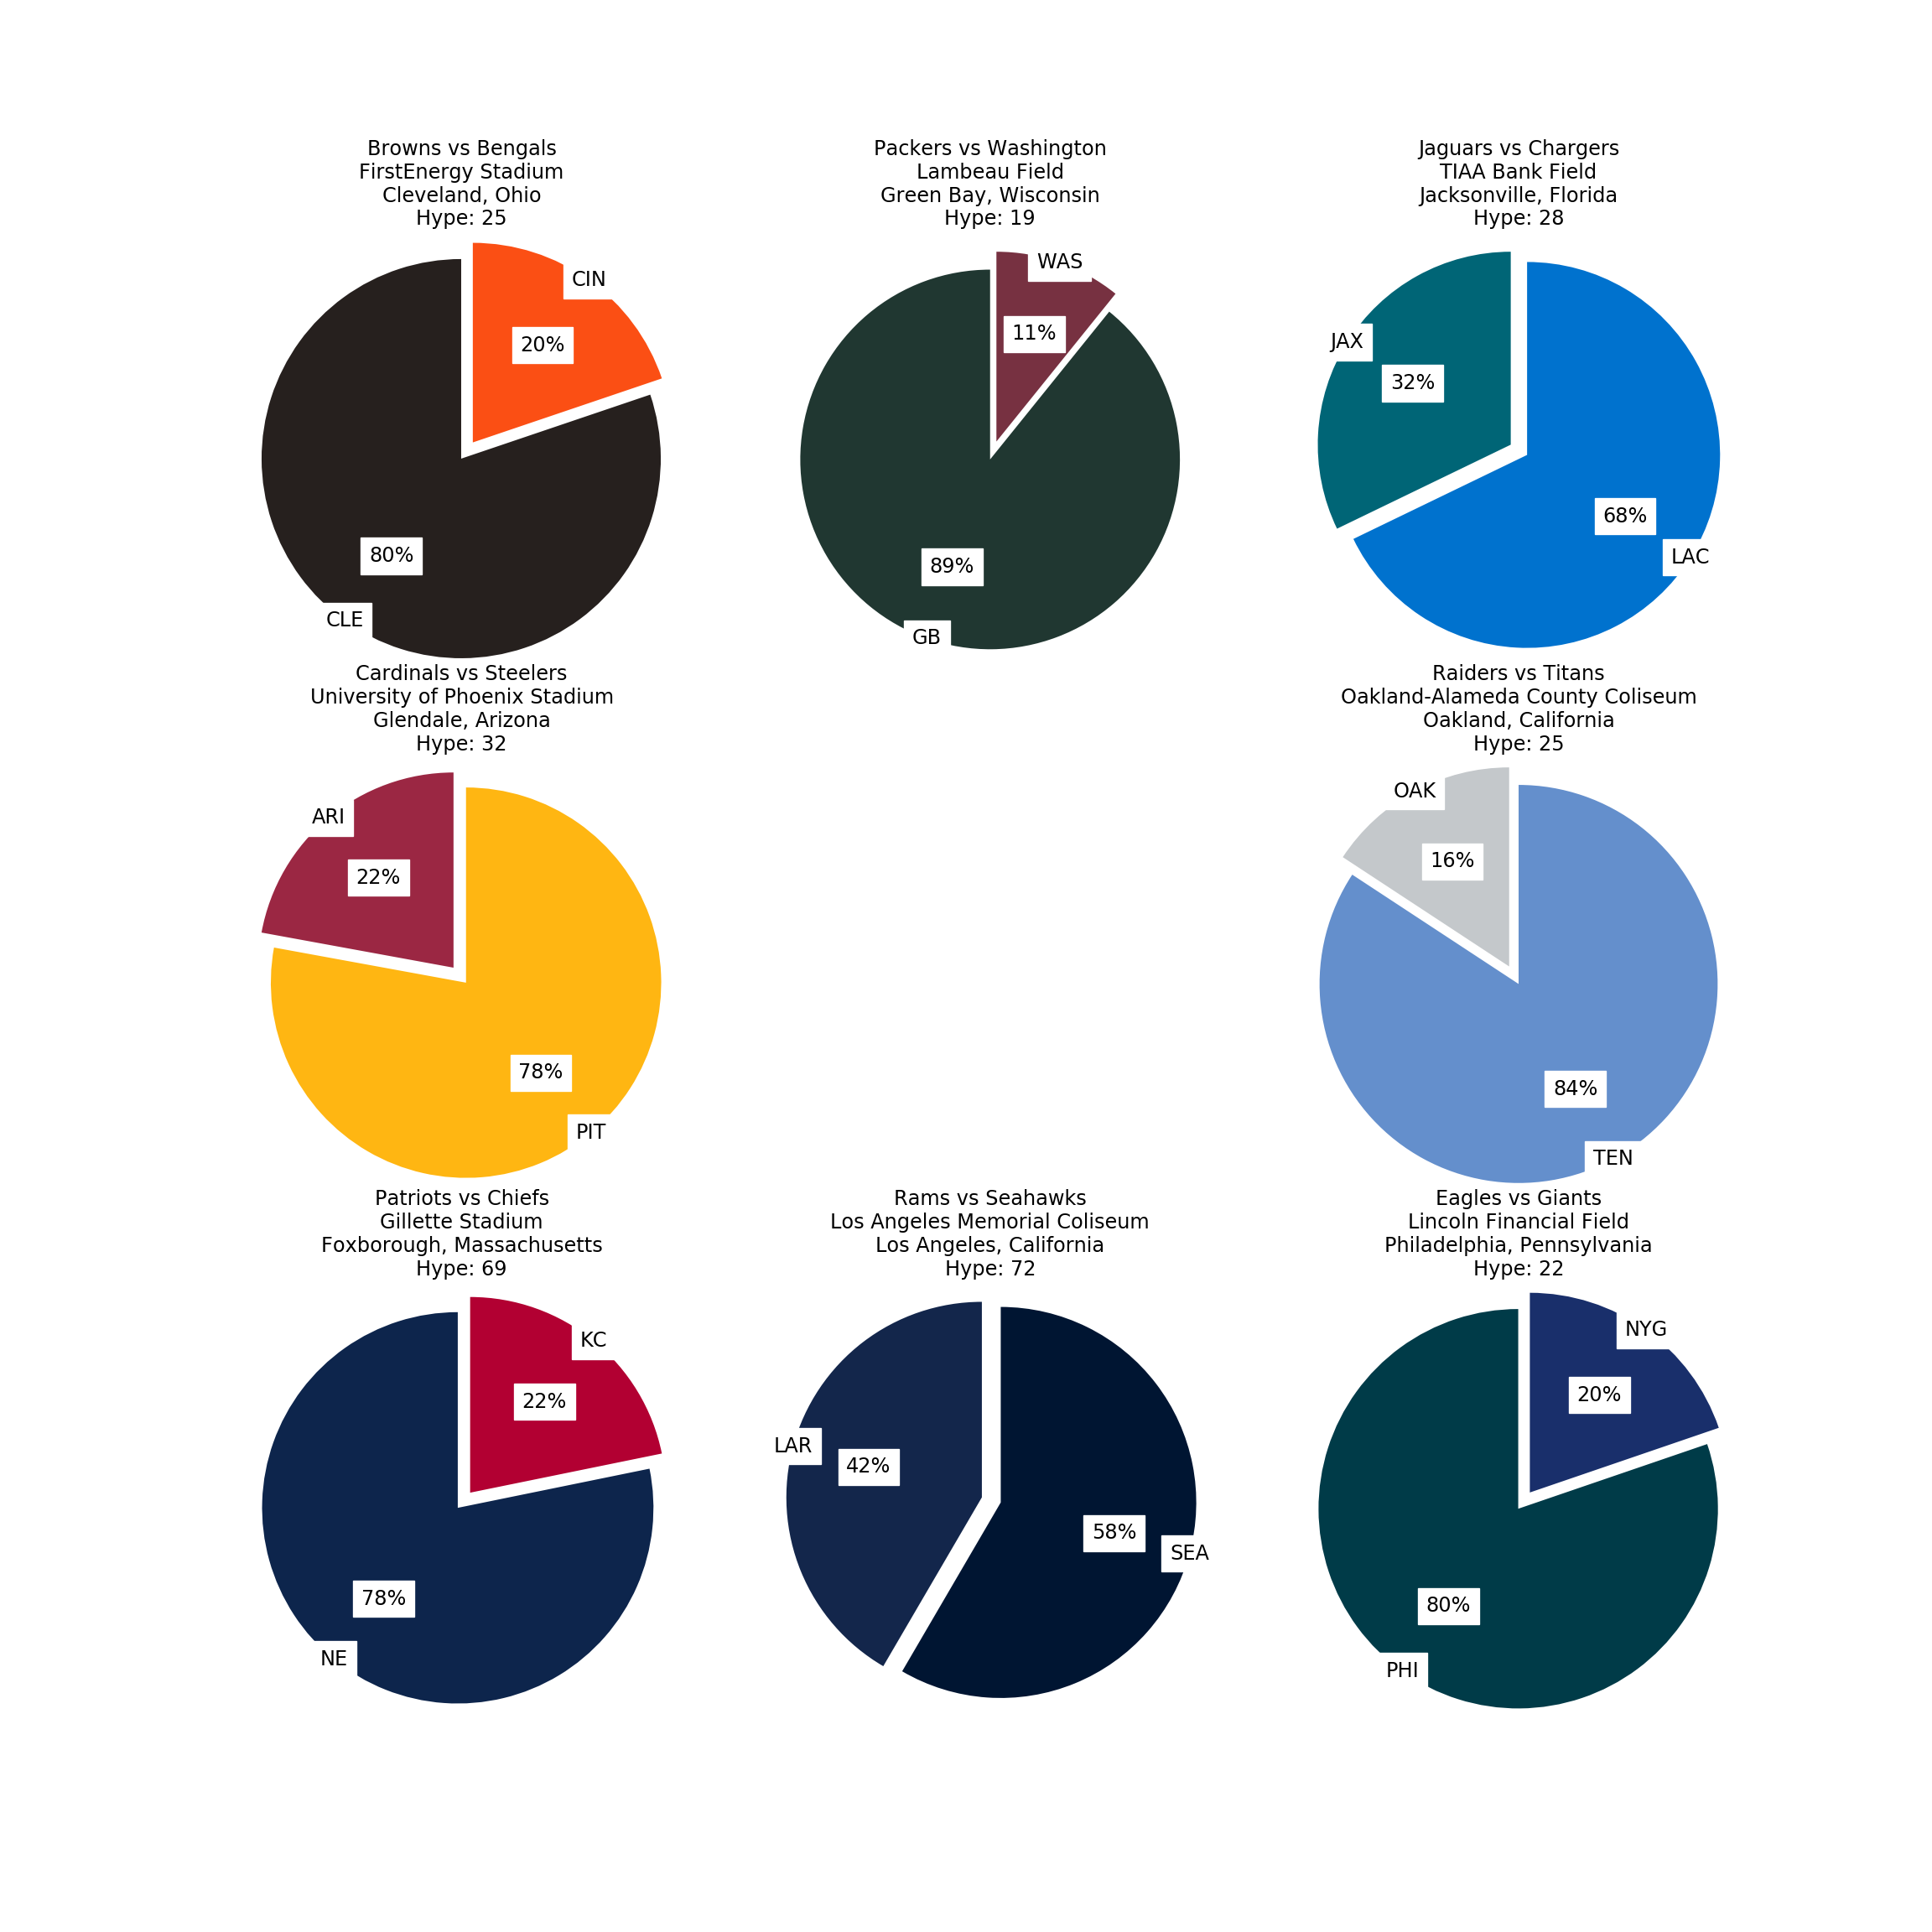 Browns vs Bengals
FirstEnergy Stadium
Cleveland, Ohio
Hype: 25
CIN
20%
80%
CLE
Packers vs Washington
Lambeau Field
Green Bay, Wisconsin
Hype: 19
WAS
11%
89%
GB
Jaguars vs Chargers
TIAA Bank Field
Jacksonville, Florida
Hype: 28
JAX
32%
68%
LAC
Cardinals vs Steelers
University of Phoenix Stadium
Glendale, Arizona
Hype: 32
ARI
22%
78%
PIT
Raiders vs Titans
Oakland-Alameda County Coliseum
Oakland, California
Hype: 25
OAK
16%
84%
TEN
Patriots vs Chiefs
Gillette Stadium
Foxborough, Massachusetts
Hype: 69
KC
22%
78%
NE
Rams vs Seahawks
Los Angeles Memorial Coliseum
Los Angeles, California
Hype: 72
LAR
42%
58%
SEA
Eagles vs Giants
Lincoln Financial Field
Philadelphia, Pennsylvania
Hype: 22
NYG
20%
80%
PHI